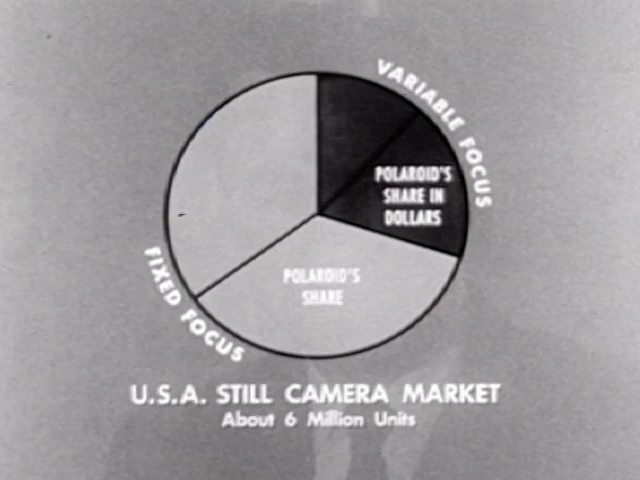 VARIABLE FOCUS
POLAROID'S
SHARE IN
DOLLARS
POLAROID'S
SHARE
FIXED FOCUS
U.S.A. STILL CAMERA MARKET
About 6 Million Units